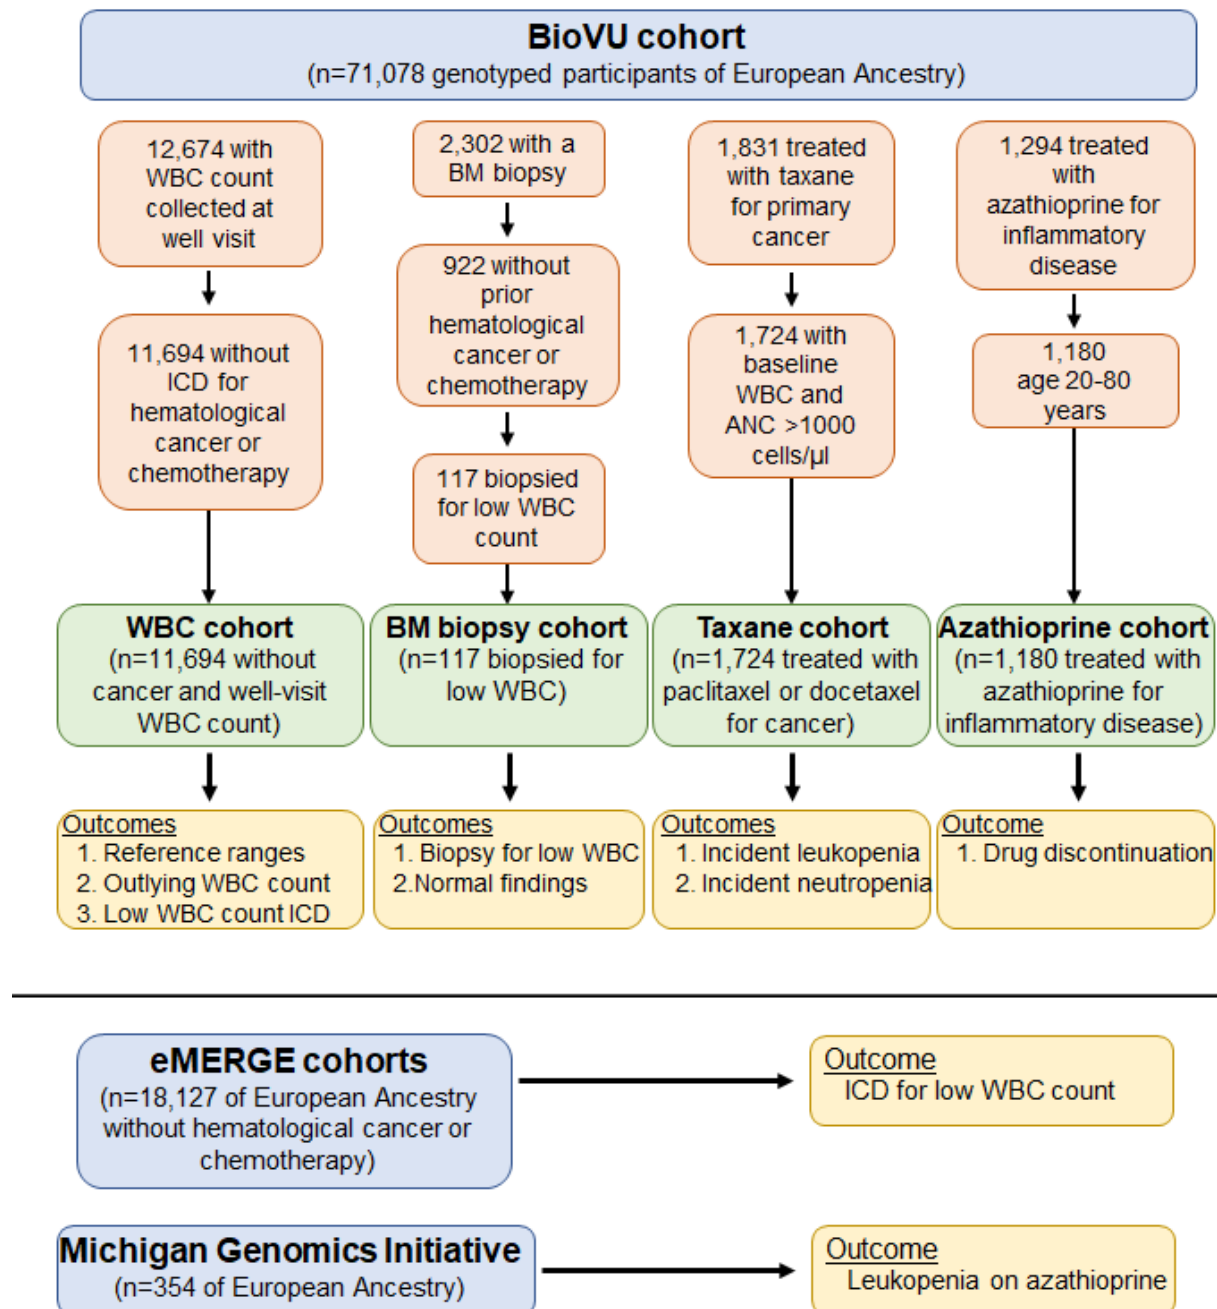 BioVU cohort
(n=71,078 genotyped participants of European Ancestry)
12,674 with
WBC count
collected at
well visit
11,694 without
ICD for
hematological
cancer or
chemotherapy
2,302 with a
BM biopsy
922 without
prior
hematological
cancer or
chemotherapy
117 biopsied
for low WBC
count
1,831 treated
with taxane
for primary
cancer
1,724 with
baseline
WBC and
ANC >1000
cells/µl
1,294 treated
with
azathioprine for
inflammatory
disease
1,180
age 20-80
years
WBC cohort
(n=11,694 without
cancer and well-visit
WBC count)
BM biopsy cohort
(n=117 biopsied for
low WBC)
Taxane cohort
(n=1,724 treated with
paclitaxel or docetaxel
for cancer)
Azathioprine cohort
(n=1,180 treated with
azathioprine for
inflammatory disease)
Outcomes
1. Reference ranges
2. Outlying WBC count
3. Low WBC count ICD
Outcomes
1. Biopsy for low WBC
2.Normal findings
Outcomes
1. Incident leukopenia
2. Incident neutropenia
Outcome
1. Drug discontinuation
eMERGE cohorts
(n=18,127 of European Ancestry
without hematological cancer or
chemotherapy)
Outcome
ICD for low WBC count
Michigan Genomics Initiative
(n=354 of European Ancestry)
Outcome
Leukopenia on azathioprine